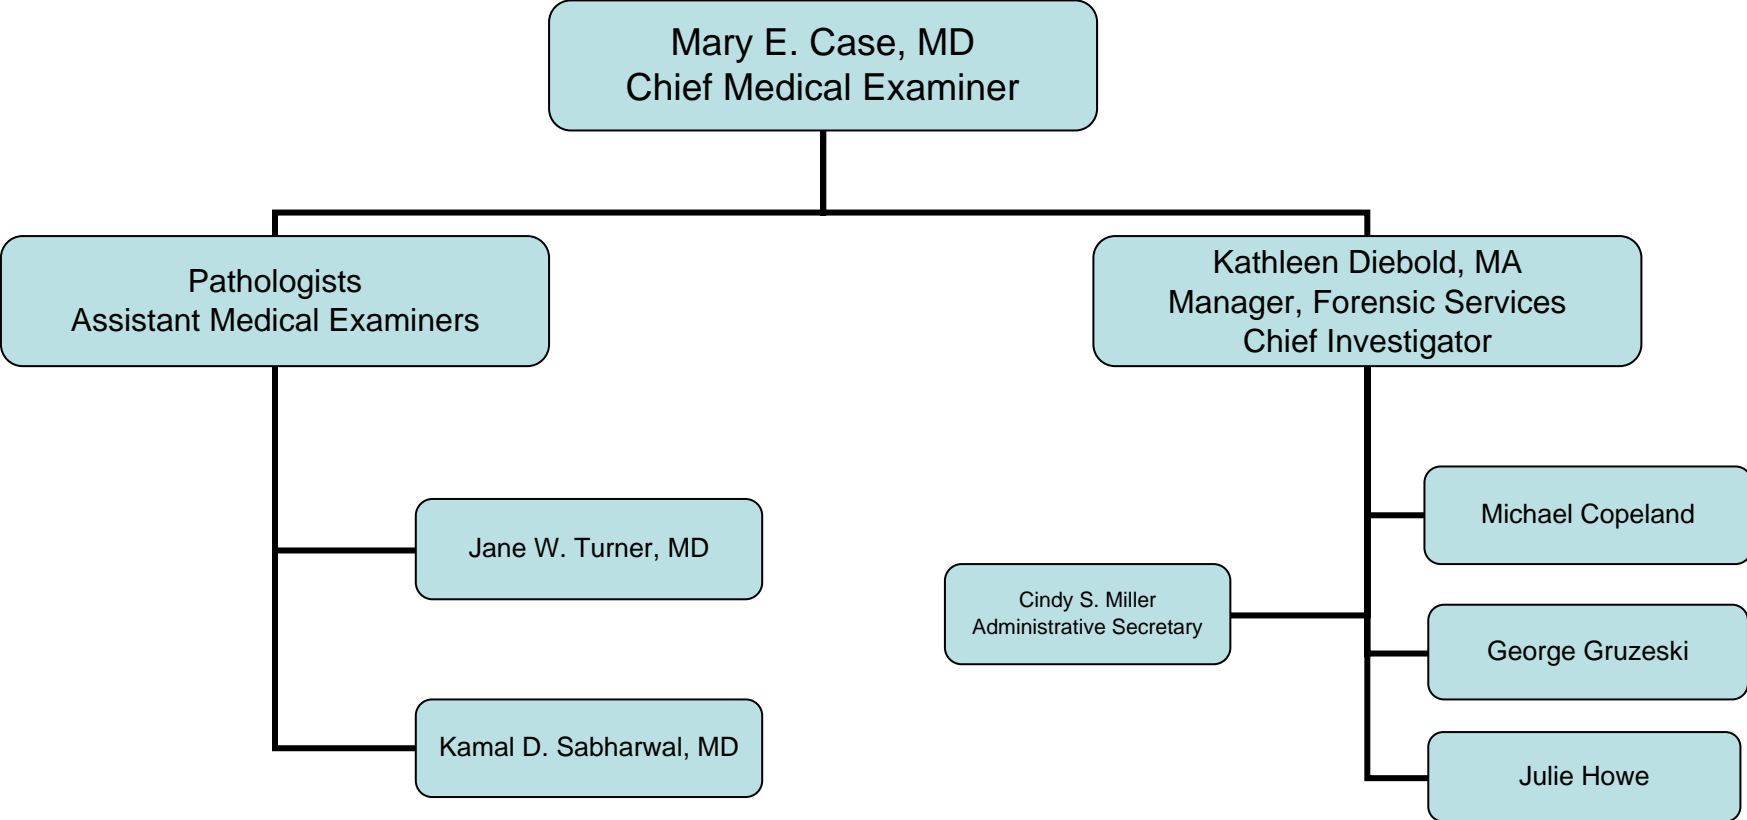 Mary E. Case, MD
Chief Medical Examiner
Pathologists
Assistant Medical Examiners
Kathleen Diebold, MA
Manager, Forensic Services
Chief Investigator
Jane W. Turner, MD
Kamal D. Sabharwal, MD
Cindy S. Miller
Administrative Secretary
Michael Copeland
George Gruzeski
Julie Howe